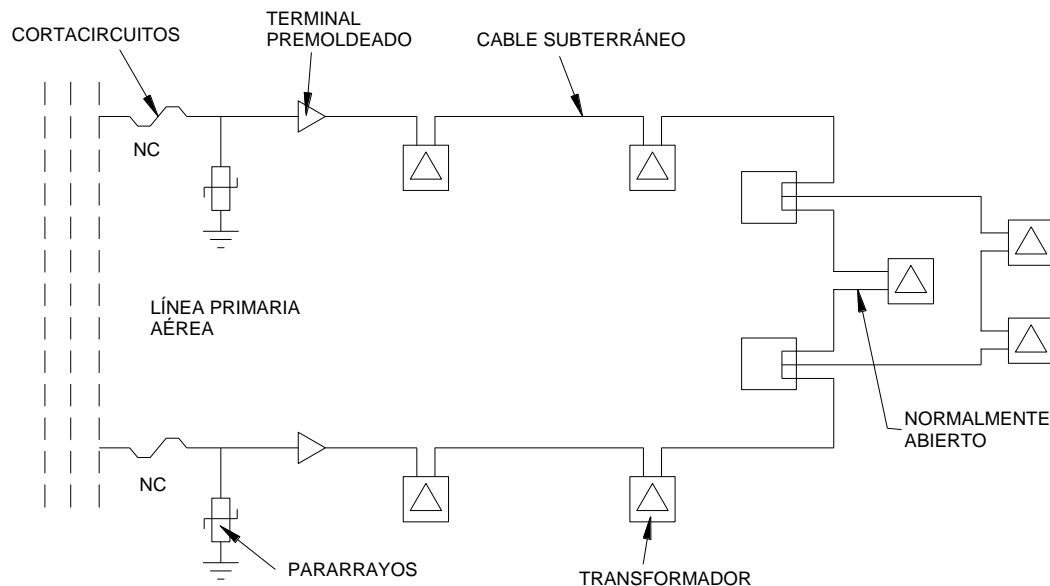 TERMINAL
PREMOLDEADO
CORTACIRCUITOS
CABLE SUBTERRÁNEO
NC
LÍNEA PRIMARIA
AÉREA
NORMALMENTE
ABIERTO
NC
PARARRAYOS
TRANSFORMADOR